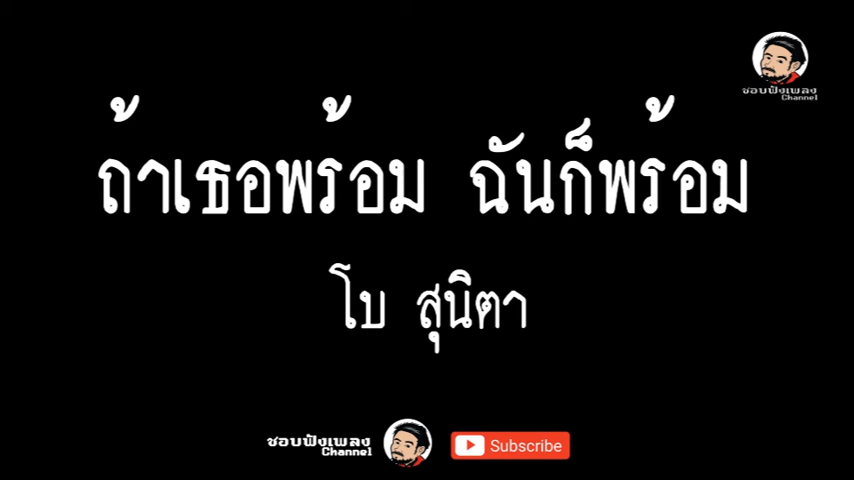 ชอบฟังเพลง
Channel
ถ้าเธอพร้อม ฉันก็พร้อม
โบ สุนิตา
ชอบฟังเพลง
Channel
Subscribe